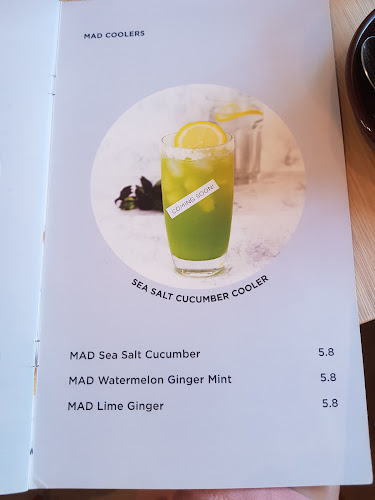 MAD COOLERS
COMING SOON!
SEA SALT CUCUMBER COOLER
MAD Sea Salt Cucumber 5.8
MAD Watermelon Ginger Mint 5.8
MAD Lime Ginger 5.8